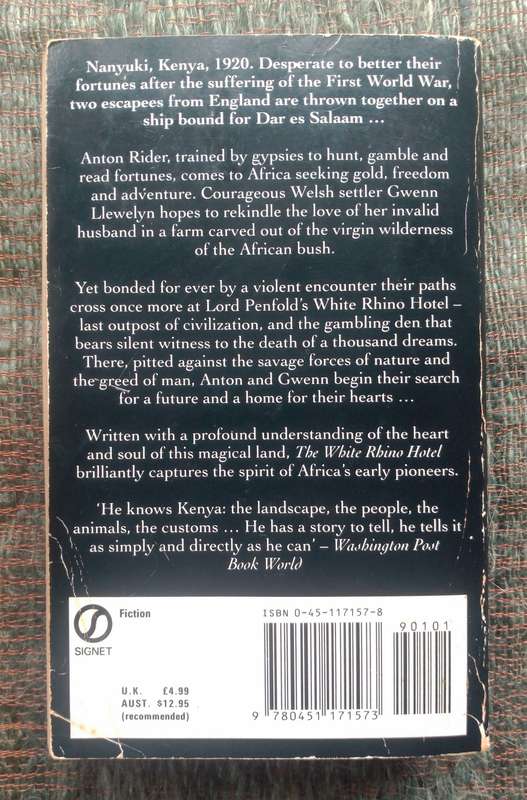 Nanyuki, Kenya, 1920. Desperate to better their
fortunes after the suffering of the First World War,
two escapees from England are thrown together on a
ship bound for Dar es Salaam ...
Anton Rider, trained by gypsies to hunt, gamble and
read fortunes, comes to Africa seeking gold, freedom
and adventure. Courageous Welsh settler Gwenn
Llewelyn hopes to rekindle the love of her invalid
husband in a farm carved out of the virgin wilderness
of the African bush.
Yet bonded for ever by a violent encounter their paths
cross once more at Lord Penfold's White Rhino Hotel –
last outpost of civilization, and the gambling den that
bears silent witness to the death of a thousand dreams.
There, pitted against the savage forces of nature and
the greed of man, Anton and Gwenn begin their search
for a future and a home for their hearts ...
Written with a profound understanding of the heart
and soul of this magical land, The White Rhino Hotel
brilliantly captures the spirit of Africa's early pioneers.
'He knows Kenya: the landscape, the people, the
animals, the customs ... He has a story to tell, he tells it
as simply and directly as he can' – Washington Post
Book World
SIGNET
Fiction
U.K. £4.99
AUST. $12.95
(recommended)
ISBN 0-45-117157-8
90101
9 780451 171573